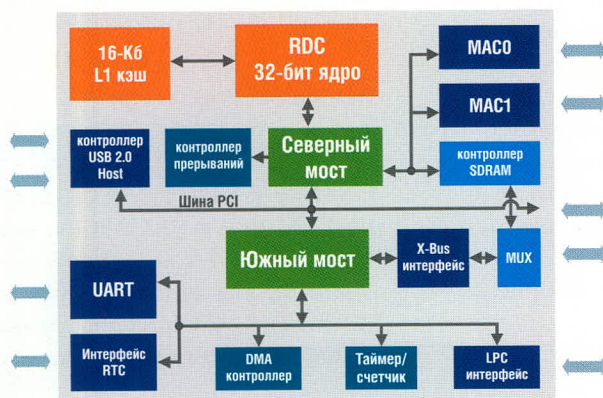 16-Кб
L1 кэш
RDC
32-бит ядро
MAC0
MAC1
контроллер
USB 2.0
Host
контроллер
прерываний
Северный
мост
контроллер
SDRAM
Шина PCI
Южный мост
X-Bus
интерфейс
MUX
UART
Интерфейс
RTC
DMA
контроллер
Таймер/
счетчик
LPC
интерфейс